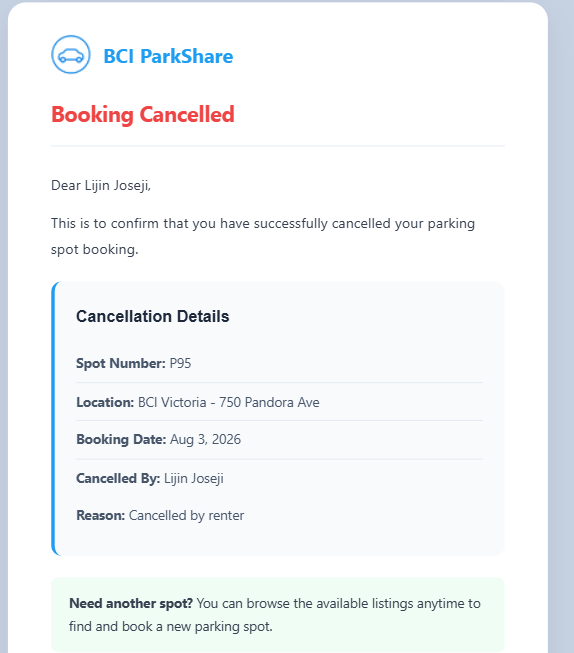 BCI ParkShare
Booking Cancelled
Dear Lijin Joseji,
This is to confirm that you have successfully cancelled your parking
spot booking.
Cancellation Details
Spot Number: P95
Location: BCI Victoria - 750 Pandora Ave
Booking Date: Aug 3, 2026
Cancelled By: Lijin Joseji
Reason: Cancelled by renter
Need another spot? You can browse the available listings anytime to
find and book a new parking spot.